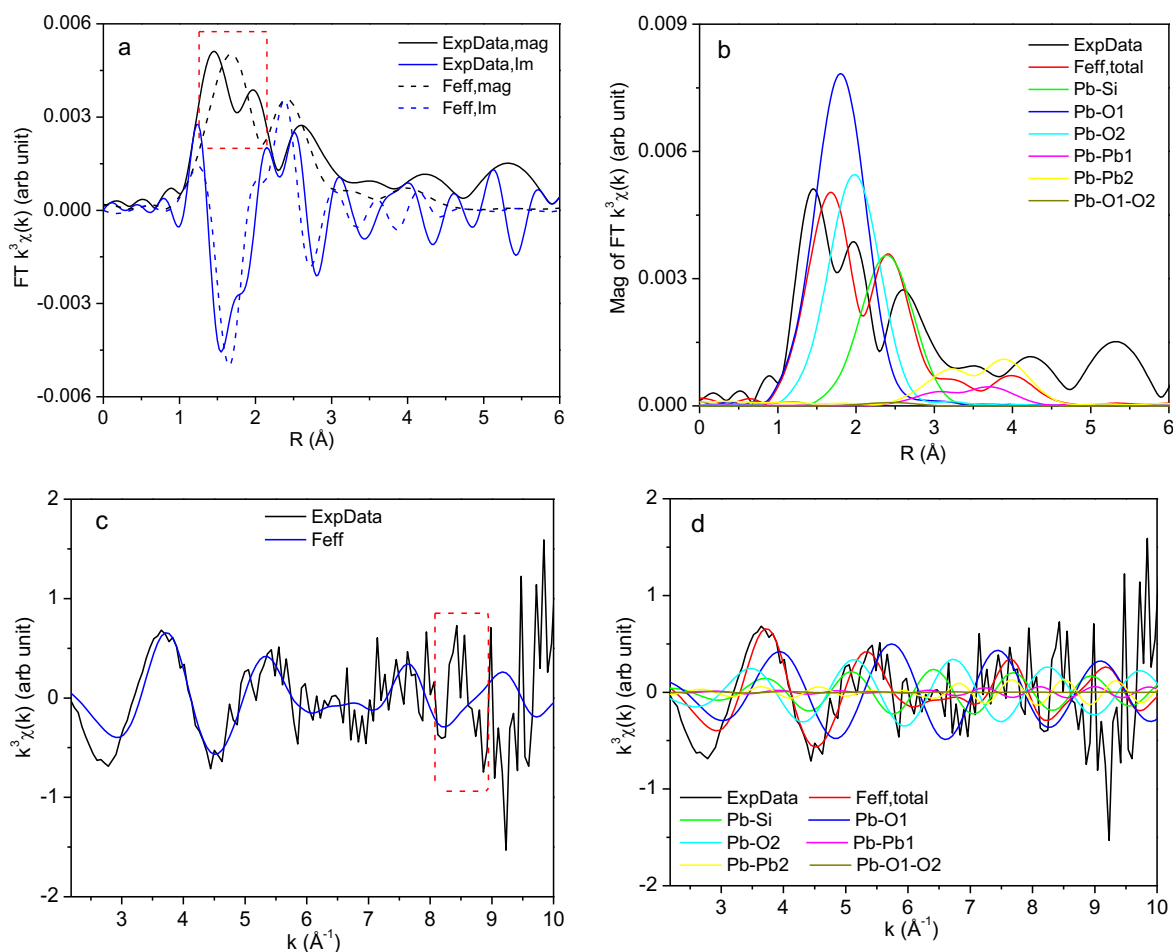 a
ExpData,mag
ExpData,Im
Feff,mag
Feff,Im
0.006
0.003
0.000
-0.003
-0.006
FT k³χ(k) (arb unit)
0 1 2 3 4 5 6
R (Å)
b
ExpData
Feff,total
Pb-Si
Pb-O1
Pb-O2
Pb-Pb1
Pb-Pb2
Pb-O1-O2
0.009
0.006
0.003
0.000
Mag of FT k³χ(k) (arb unit)
0 1 2 3 4 5 6
R (Å)
c
ExpData
Feff
2
1
0
-1
-2
k³χ(k) (arb unit)
3 4 5 6 7 8 9 10
k (Å⁻¹)
d
2
1
0
-1
-2
k³χ(k) (arb unit)
ExpData Feff,total
Pb-Si Pb-O1
Pb-O2 Pb-Pb1
Pb-Pb2 Pb-O1-O2
3 4 5 6 7 8 9 10
k (Å⁻¹)